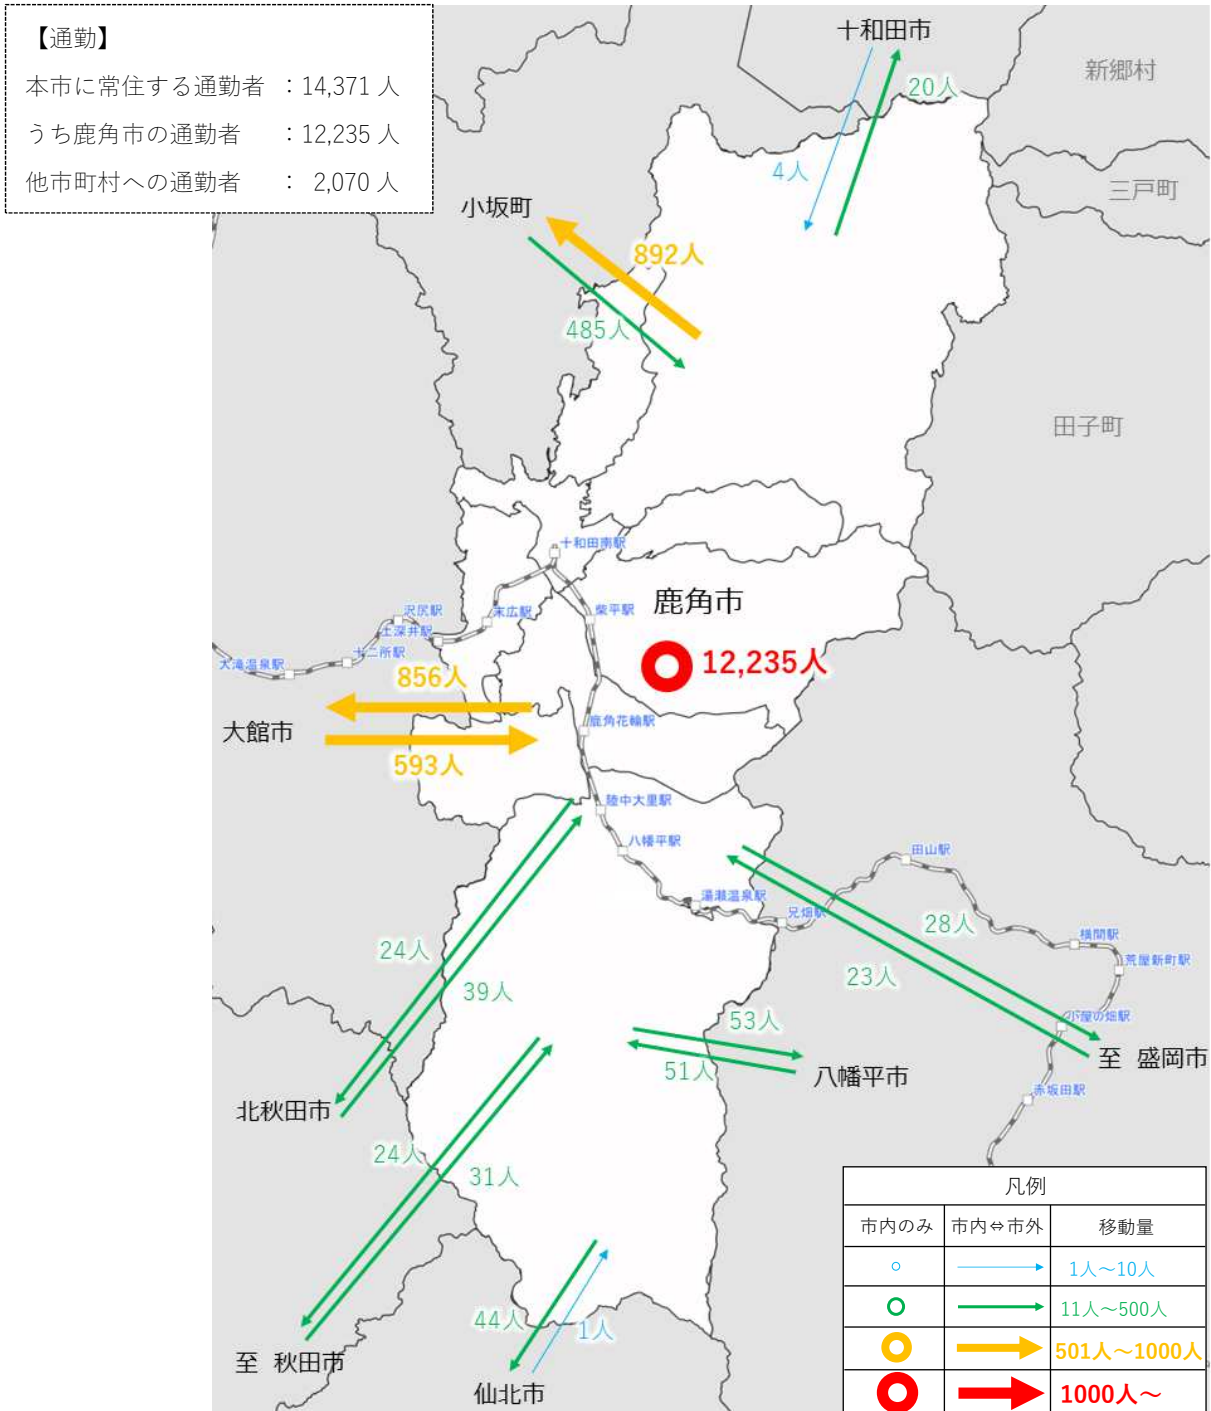 【通勤】
本市に常住する通勤者 : 14,371 人
うち鹿角市の通勤者 : 12,235 人
他市町村への通勤者 : 2,070 人
十和田市
新郷村
20人
4人
三戸町
小坂町
892人
485人
田子町
十和田南駅
鹿角市
沢尻駅
末広駅
柴平駅
土深井駅
十二所駅
大滝温泉駅
12,235人
856人
大館市
鹿角花輪駅
593人
陸中大里駅
八幡平駅
田山駅
湯瀬温泉駅
兄畑駅
28人
横間駅
24人
荒屋新町駅
23人
39人
53人
小屋の畑駅
51人
八幡平市
至 盛岡市
赤坂田駅
北秋田市
24人
31人
44人
1人
至 秋田市
仙北市
凡例
市内のみ 市内⇔市外 移動量
1人～10人
11人～500人
501人～1000人
1000人～